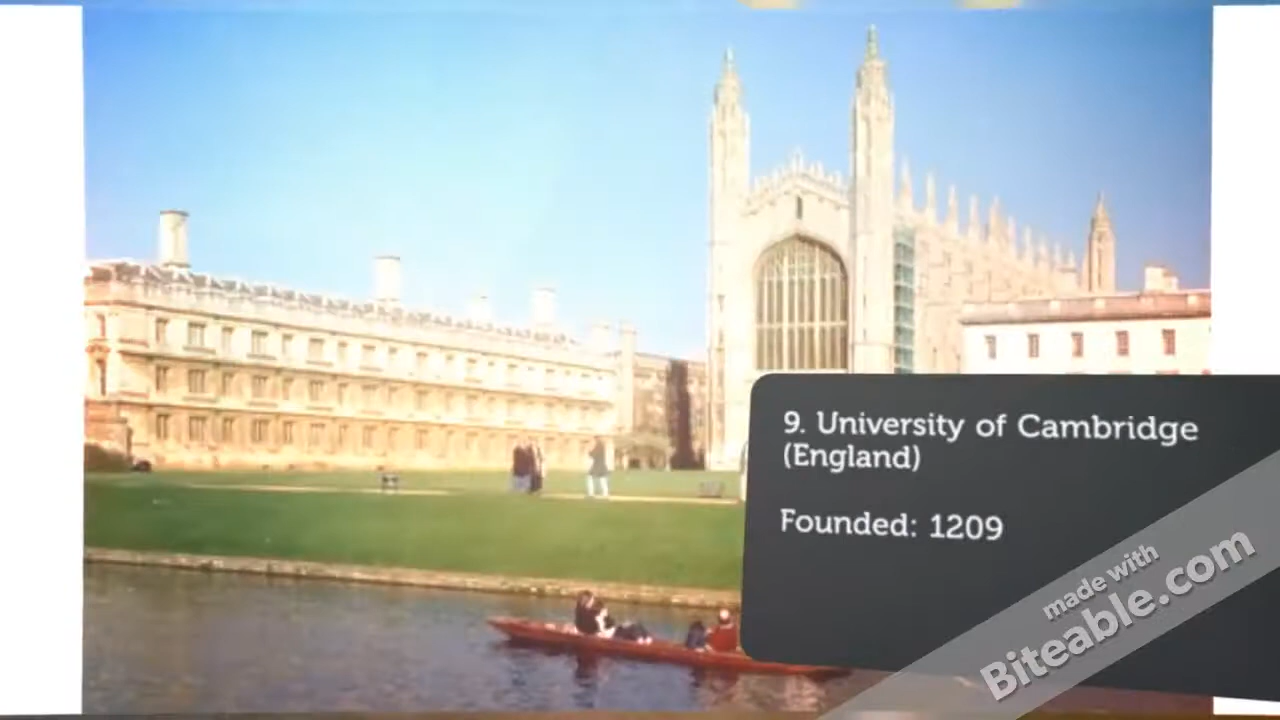 9. University of Cambridge
(England)
Founded: 1209
made with
Biteable.com